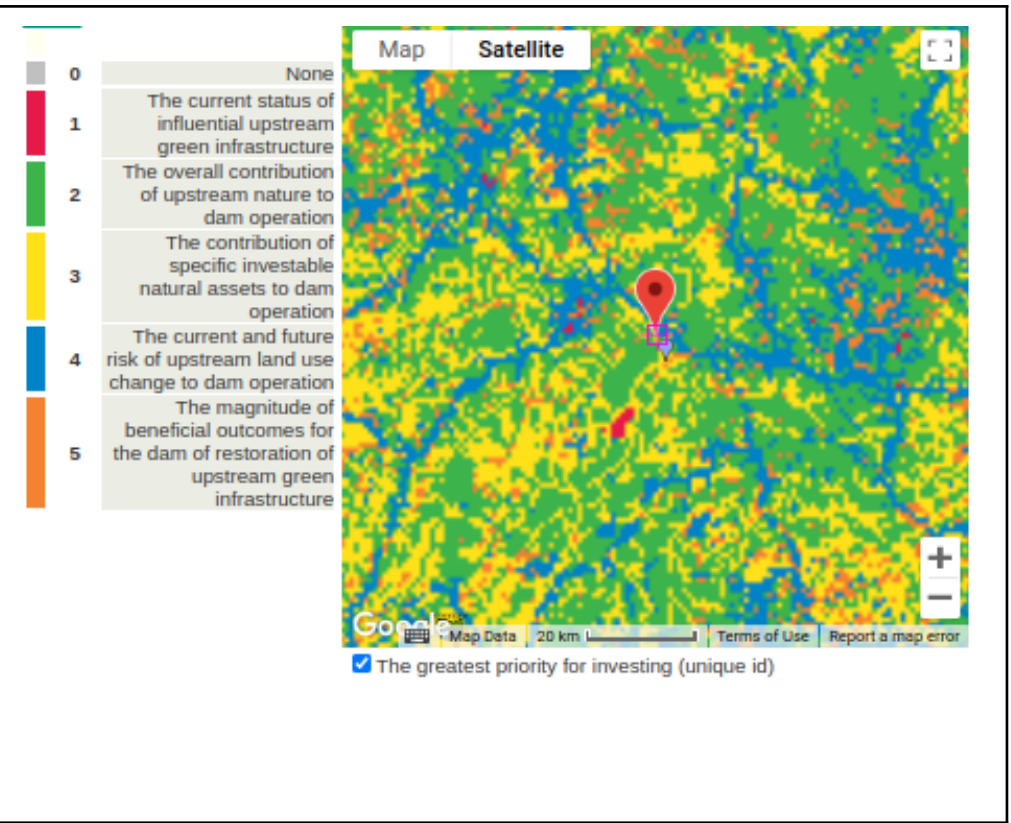 0 None
1 The current status of
influential upstream
green infrastructure
2 The overall contribution
of upstream nature to
dam operation
3 The contribution of
specific investable
natural assets to dam
operation
4 The current and future
risk of upstream land use
change to dam operation
5 The magnitude of
beneficial outcomes for
the dam of restoration of
upstream green
infrastructure
Map Satellite
+
−
Google
Map Data 20 km Terms of Use Report a map error
The greatest priority for investing (unique id)